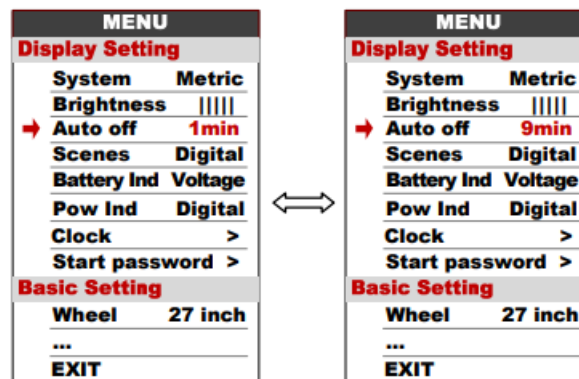 MENU
Display Setting
System Metric
Brightness |||||
Auto off 1min
Scenes Digital
Battery Ind Voltage
Pow Ind Digital
Clock >
Start password >
Basic Setting
Wheel 27 inch
...
EXIT
MENU
Display Setting
System Metric
Brightness |||||
Auto off 9min
Scenes Digital
Battery Ind Voltage
Pow Ind Digital
Clock >
Start password >
Basic Setting
Wheel 27 inch
...
EXIT